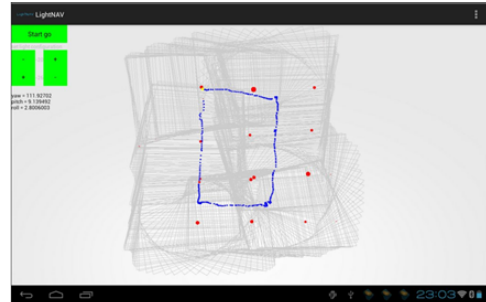 LightNAV
Start go
- +
+ -
yaw = 111.92702
pitch = 9.139492
roll = 2.8006003
23:03